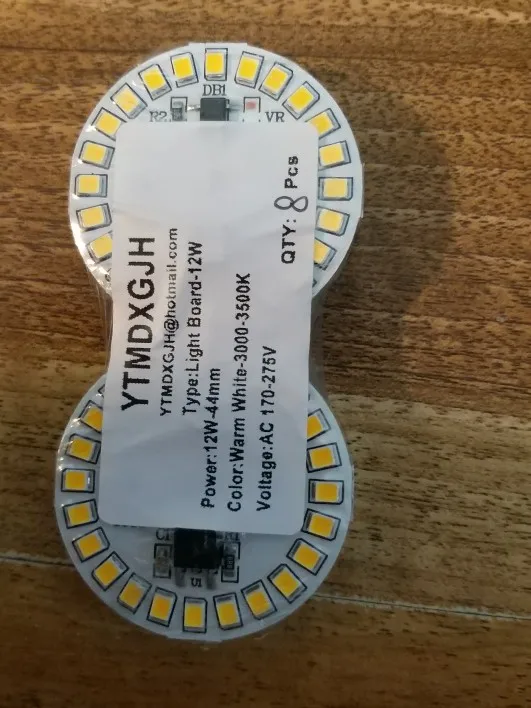 DB1
R2
VR
YTMDXGJH
YTMDXGJH@hotmail.com
Type:Light Board-12W
Power:12W-44mm
Color:Warm White-3000-3500K
Voltage:AC 170-275V
QTY: 8 Pcs